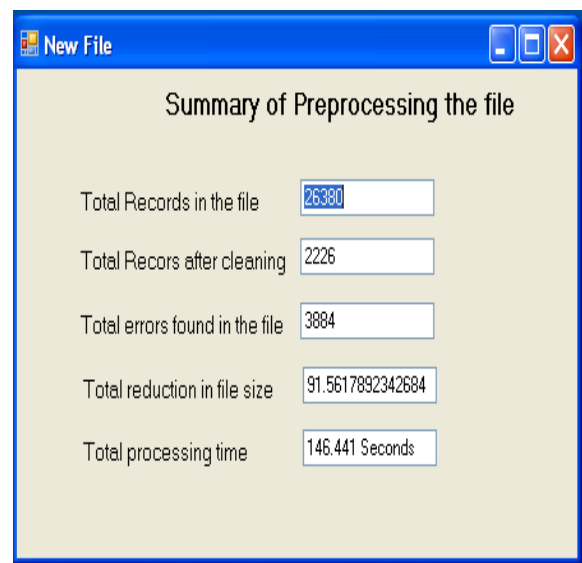 New File
Summary of Preprocessing the file
Total Records in the file 26380
Total Recors after cleaning 2226
Total errors found in the file 3884
Total reduction in file size 91.5617892342684
Total processing time 146.441 Seconds